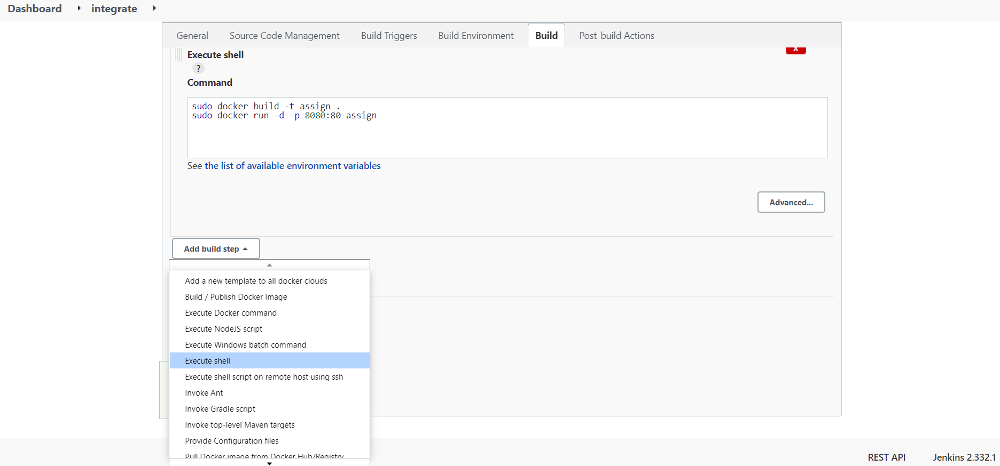 Dashboard
integrate
General
Source Code Management
Build Triggers
Build Environment
Build
Post-build Actions
Execute shell
X
?
Command
sudo docker build -t assign .
sudo docker run -d -p 8080:80 assign
See the list of available environment variables
Advanced...
Add build step
Add a new template to all docker clouds
Build / Publish Docker Image
Execute Docker command
Execute NodeJS script
Execute Windows batch command
Execute shell
Execute shell script on remote host using ssh
Invoke Ant
Invoke Gradle script
Invoke top-level Maven targets
Provide Configuration files
Pull Docker image from Docker Hub/Registry
REST API
Jenkins 2.332.1